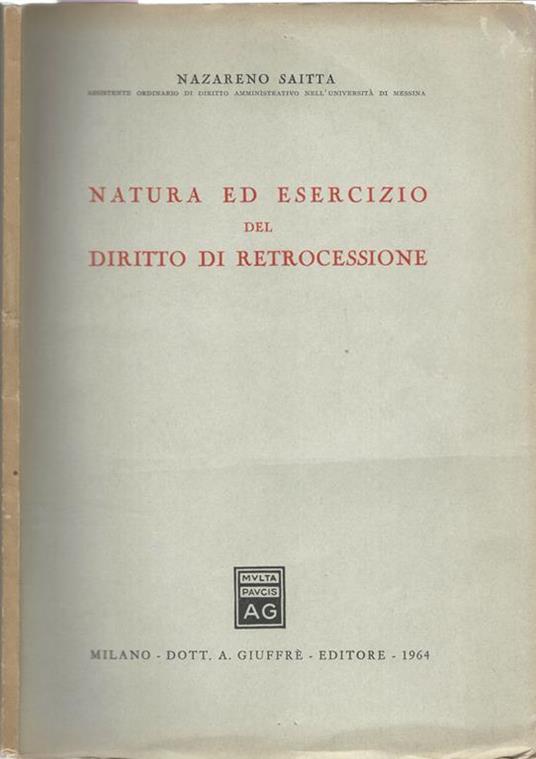 NAZARENO SAITTA
ASSISTENTE ORDINARIO DI DIRITTO AMMINISTRATIVO NELL'UNIVERSITÀ DI MESSINA
NATURA ED ESERCIZIO
DEL
DIRITTO DI RETROCESSIONE
MVLTA
PAVCIS
AG
MILANO - DOTT. A. GIUFFRÈ - EDITORE - 1964